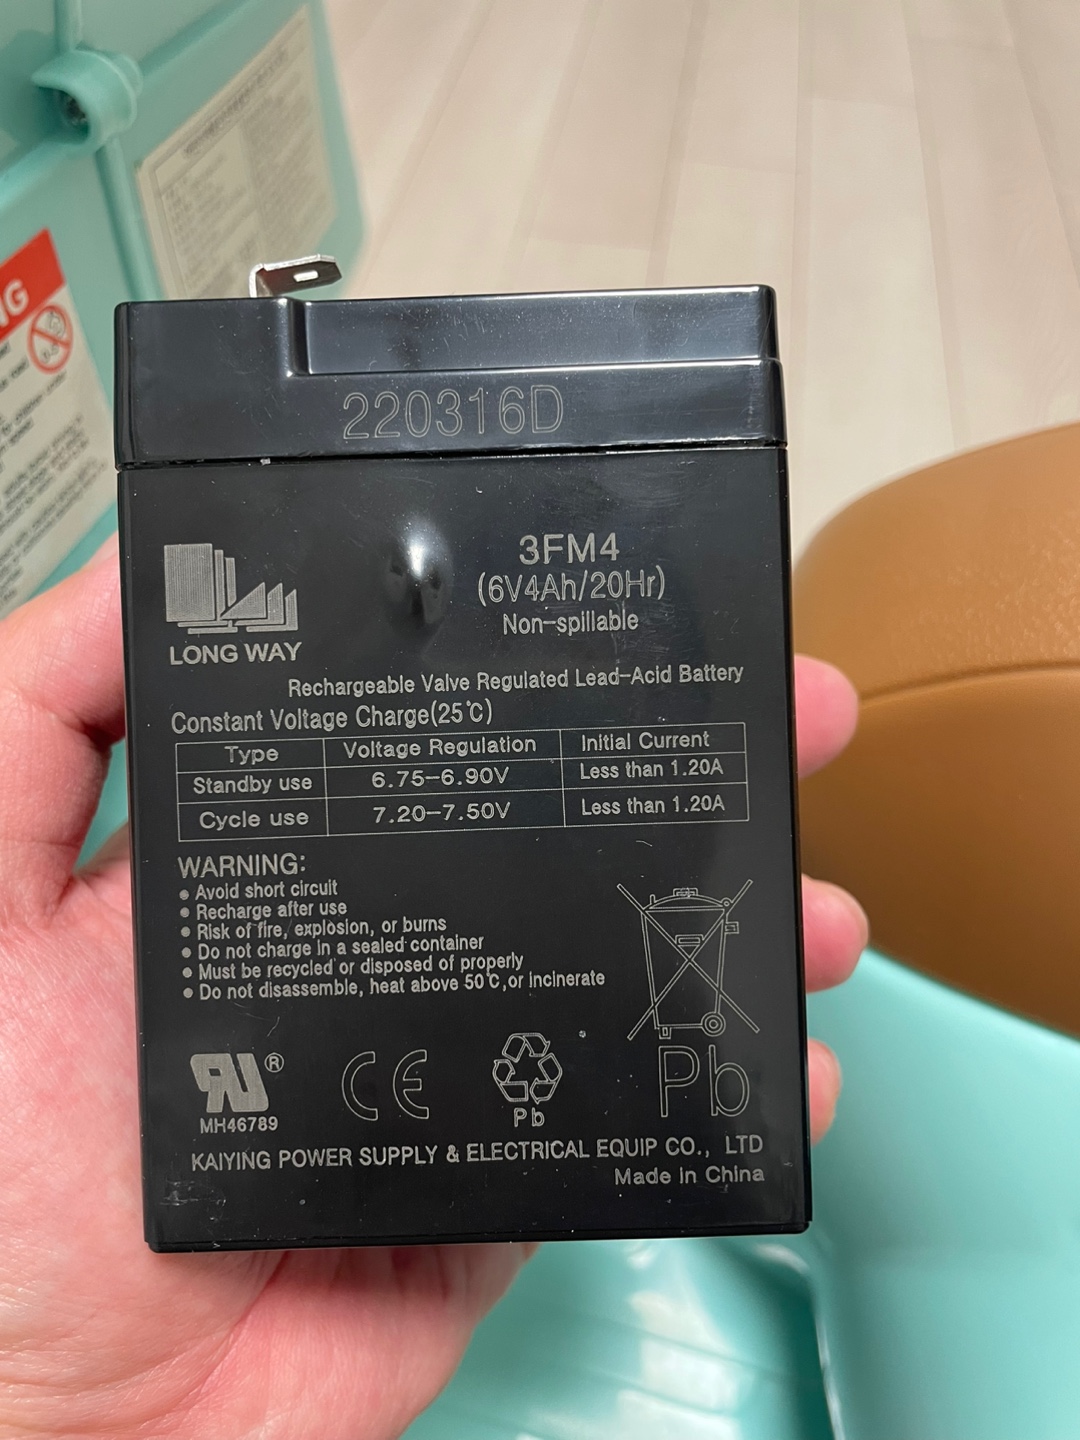 NG
220316D
3FM4
(6V4Ah/20Hr)
Non-spillable
LONG WAY
Rechargeable Valve Regulated Lead-Acid Battery
Constant Voltage Charge(25℃)
Type Voltage Regulation Initial Current
Standby use 6.75-6.90V Less than 1.20A
Cycle use 7.20-7.50V Less than 1.20A
WARNING:
• Avoid short circuit
• Recharge after use
• Risk of fire, explosion, or burns
• Do not charge in a sealed container
• Must be recycled or disposed of properly
• Do not disassemble, heat above 50℃,or incinerate
RU®
MH46789
CE
Pb
Pb
KAIYING POWER SUPPLY & ELECTRICAL EQUIP CO., LTD
Made in China